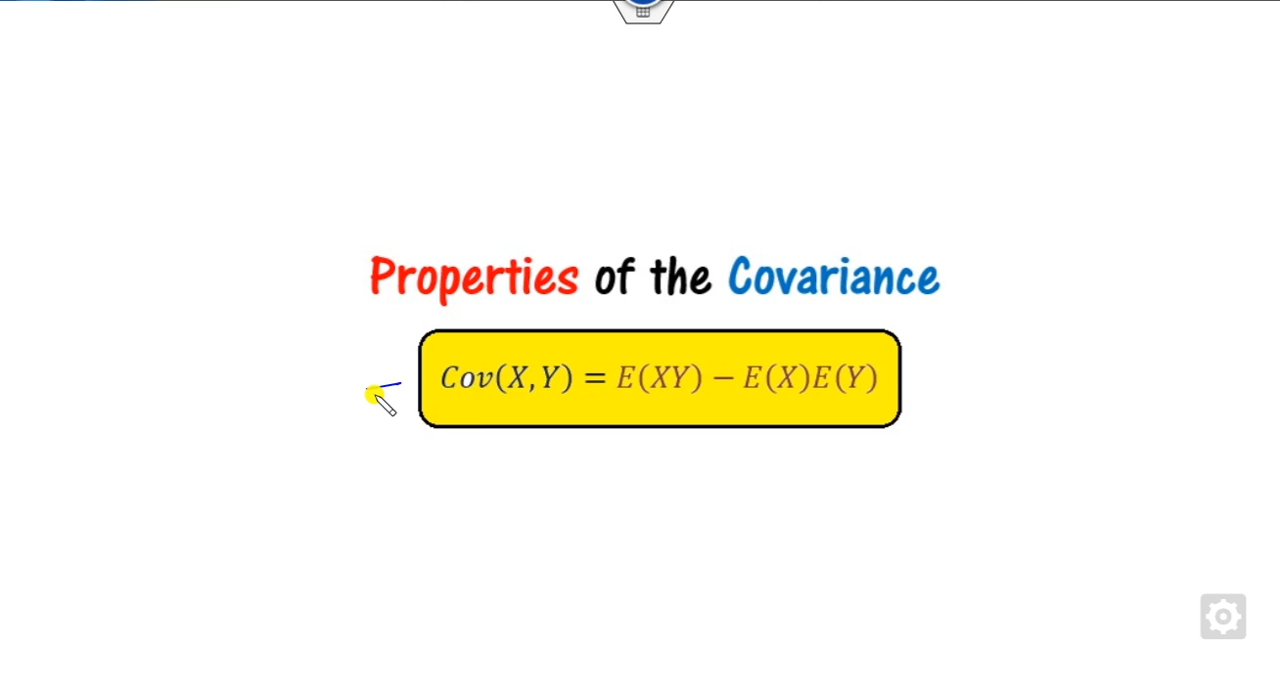 Properties of the Covariance
Cov(X,Y) = E(XY) − E(X)E(Y)